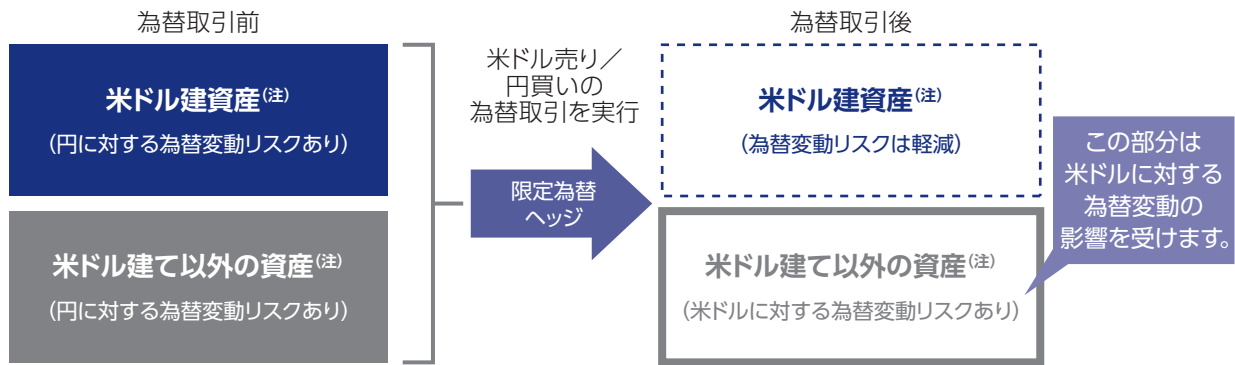 為替取引前
米ドル建資産(注)
(円に対する為替変動リスクあり)
米ドル建て以外の資産(注)
(円に対する為替変動リスクあり)
米ドル売り／
円買いの
為替取引を実行
限定為替
ヘッジ
為替取引後
米ドル建資産(注)
(為替変動リスクは軽減)
米ドル建て以外の資産(注)
(米ドルに対する為替変動リスクあり)
この部分は
米ドルに対する
為替変動の
影響を受けます。